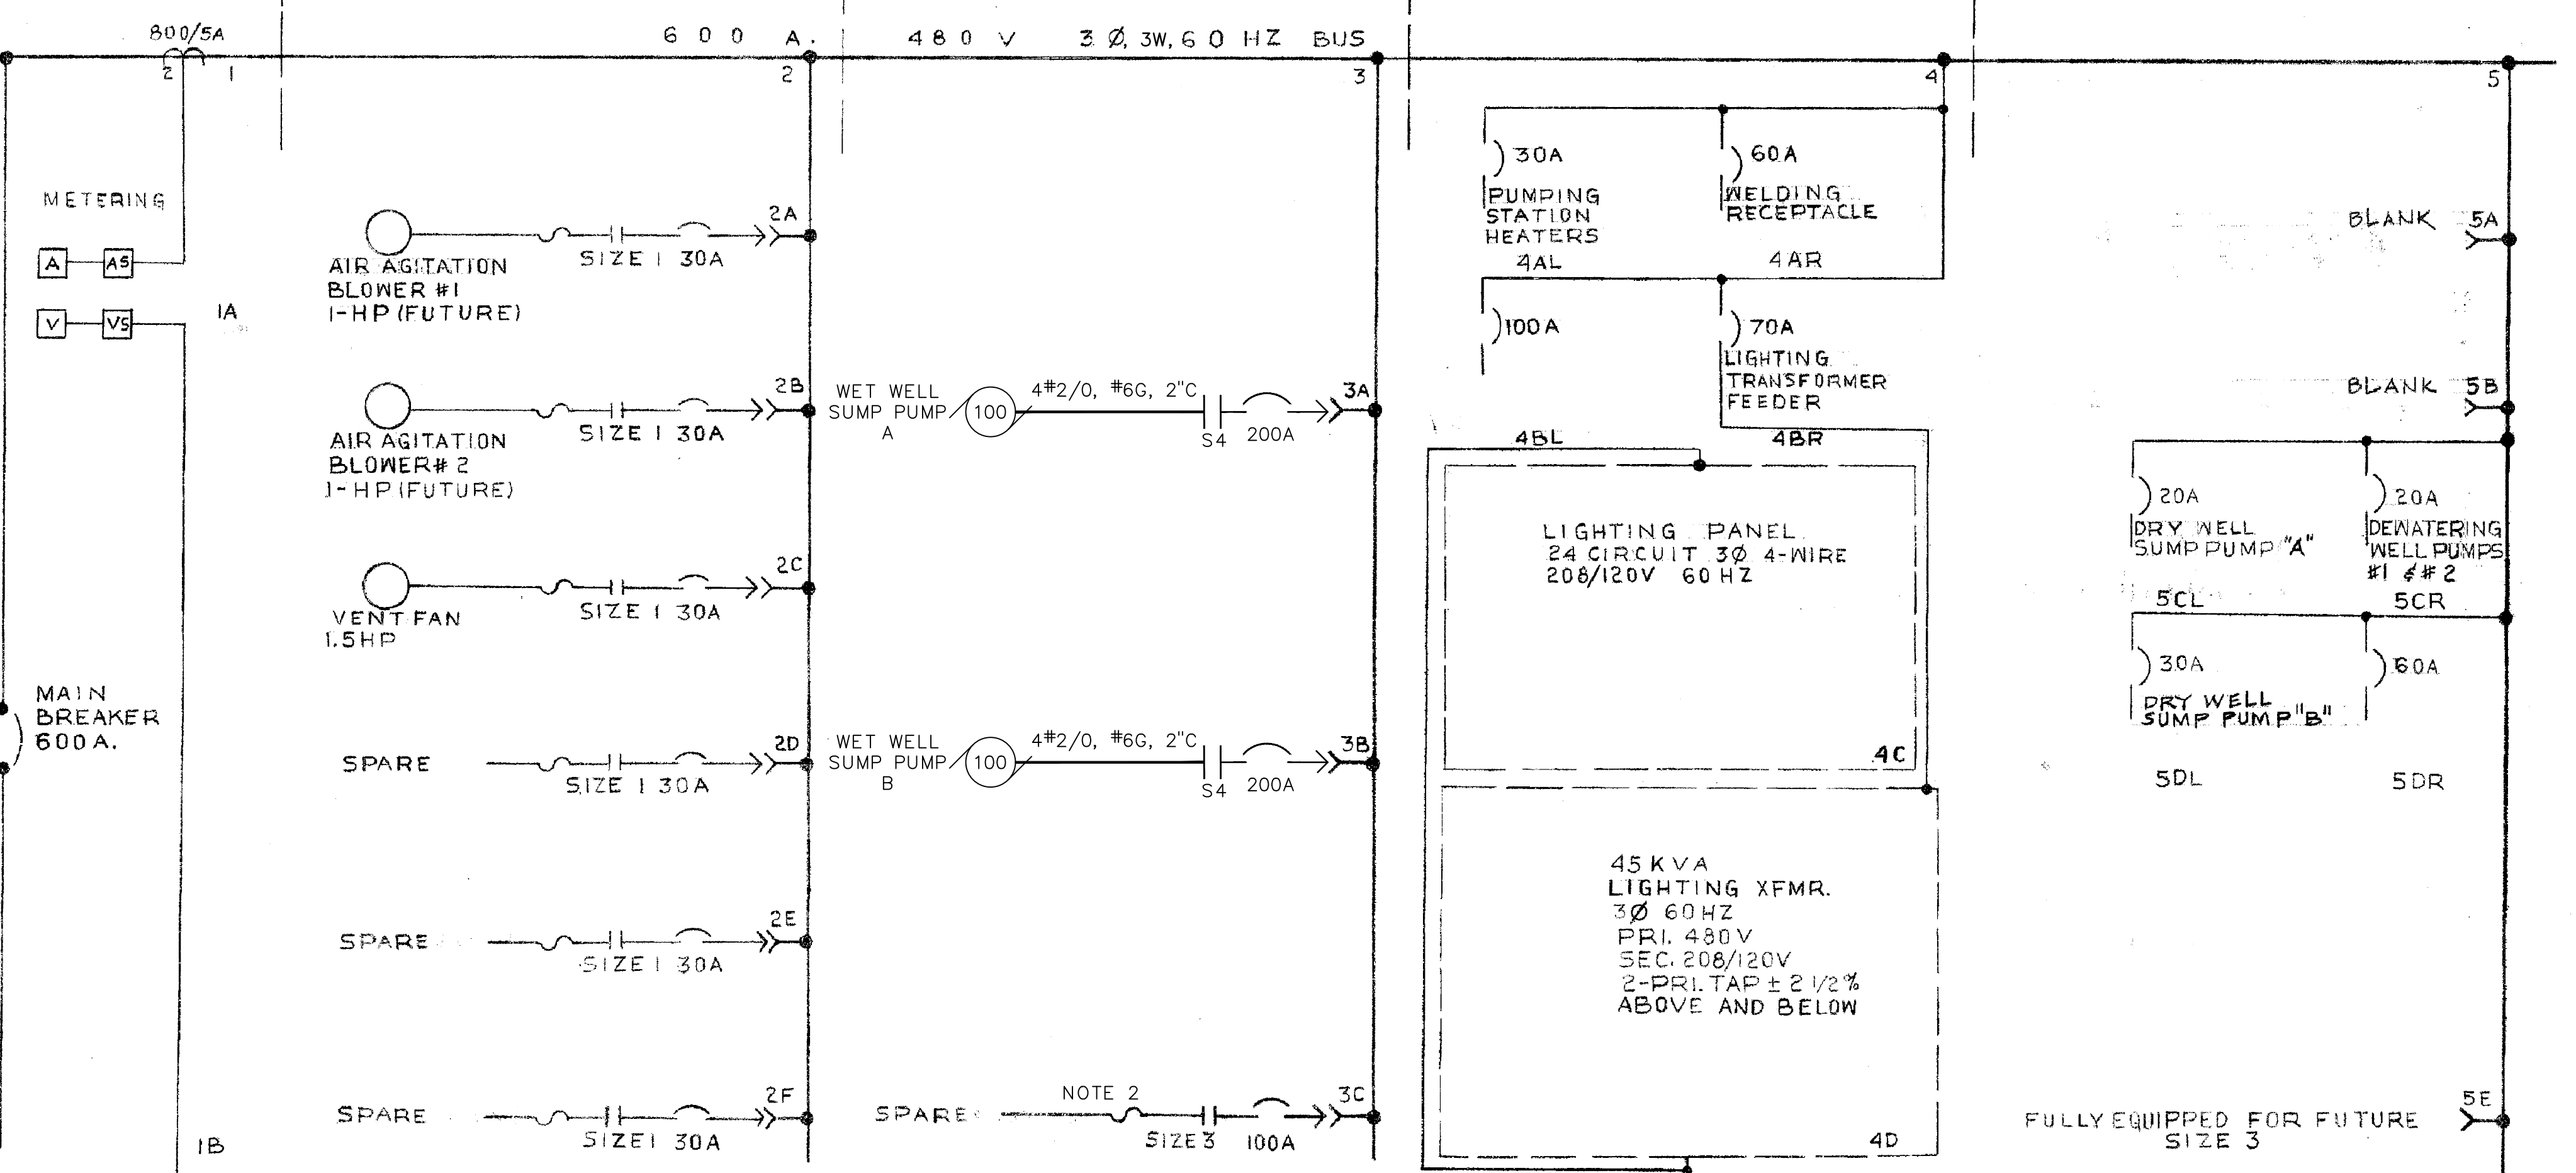 800/5A
600 A. 480 V 3Ø, 3W, 60 HZ BUS
2 1
2
3
4
5
METERING
A AS
V VS
1A
MAIN
BREAKER
600A.
1B
2A
SIZE 1 30A
AIR AGITATION
BLOWER #1
1-HP (FUTURE)
2B
SIZE 1 30A
AIR AGITATION
BLOWER # 2
1-HP (FUTURE)
2C
SIZE 1 30A
VENT FAN
1.5HP
2D
SPARE
SIZE 1 30A
2E
SPARE
SIZE 1 30A
2F
SPARE
SIZE 1 30A
WET WELL
SUMP PUMP
A
100
4#2/0, #6G, 2"C
3A
S4 200A
WET WELL
SUMP PUMP
B
100
4#2/0, #6G, 2"C
3B
S4 200A
NOTE 2
3C
SPARE
SIZE 3 100A
30A
PUMPING
STATION
HEATERS
4AL
60A
WELDING
RECEPTACLE
4AR
100A
4BL
70A
LIGHTING
TRANSFORMER
FEEDER
4BR
LIGHTING PANEL
24 CIRCUIT 3Ø 4-WIRE
208/120V 60 HZ
4C
45 KVA
LIGHTING XFMR.
3Ø 60HZ
PRI. 480V
SEC. 208/120V
2-PRI. TAP ± 2 1/2%
ABOVE AND BELOW
4D
BLANK 5A
BLANK 5B
20A
DRY WELL
SUMP PUMP "A"
5CL
20A
DEWATERING
WELL PUMPS
#1 & # 2
5CR
30A
DRY WELL
SUMP PUMP "B"
5DL
60A
5DR
5E
FULLY EQUIPPED FOR FUTURE
SIZE 3